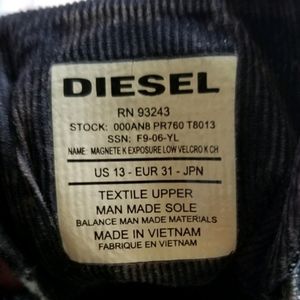 DIESEL
RN 93243
STOCK: 000AN8 PR760 T8013
SSN: F9-06-YL
NAME: MAGNETE K EXPOSURE LOW VELCRO K CH
US 13 - EUR 31 - JPN
TEXTILE UPPER
MAN MADE SOLE
BALANCE MAN MADE MATERIALS
MADE IN VIETNAM
FABRIQUE EN VIETNAM